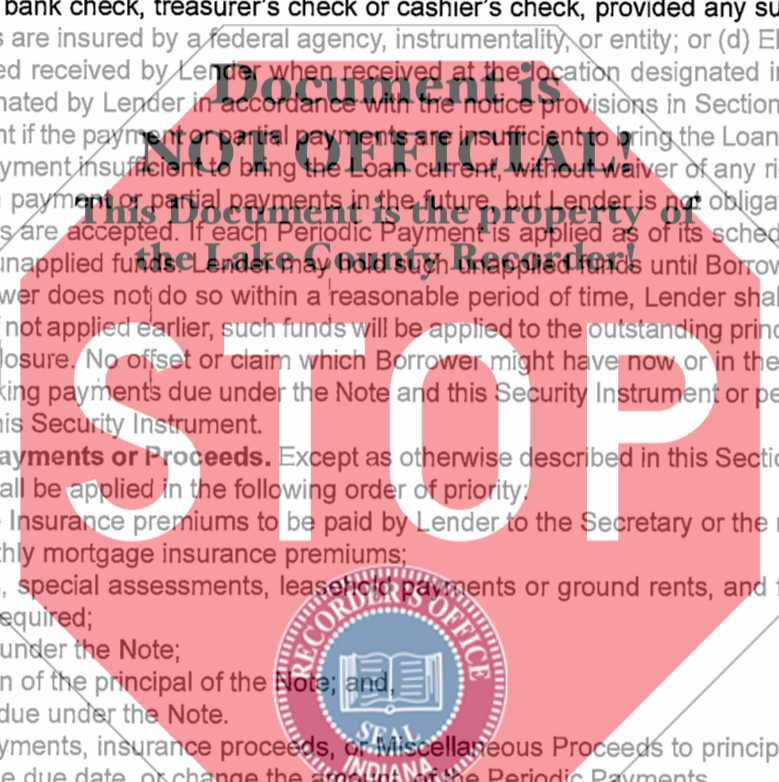 bank check, treasurer's check or cashier's check, provided any su
s are insured by a federal agency, instrumentality, or entity; or (d) El
ed received by Lender when received at the location designated i
Document is
nated by Lender in accordance with the notice provisions in Section
nt if the payment or partial payments are insufficient to bring the Loan
NOT OFFICIAL!
yment insufficient to bring the Loan current, without waiver of any ri
payment or partial payments in the future, but Lender is not obliga
This Document is the property of
s are accepted. If each Periodic Payment is applied as of its sched
the Lake County Recorder!
unapplied funds. Lender may hold such unapplied funds until Borrow
wer does not do so within a reasonable period of time, Lender shal
not applied earlier, such funds will be applied to the outstanding princ
losure. No offset or claim which Borrower might have now or in the
king payments due under the Note and this Security Instrument or pe
is Security Instrument.
STOP
ayments or Proceeds. Except as otherwise described in this Sectio
all be applied in the following order of priority:
Insurance premiums to be paid by Lender to the Secretary or the
hly mortgage insurance premiums;
, special assessments, leasehold payments or ground rents, and f
equired;
under the Note;
n of the principal of the Note; and,
due under the Note.
RECORDER'S OFFICE
SEAL
INDIANA
yments, insurance proceeds, or Miscellaneous Proceeds to princip
e due date, or change the amount of the Periodic Payments.